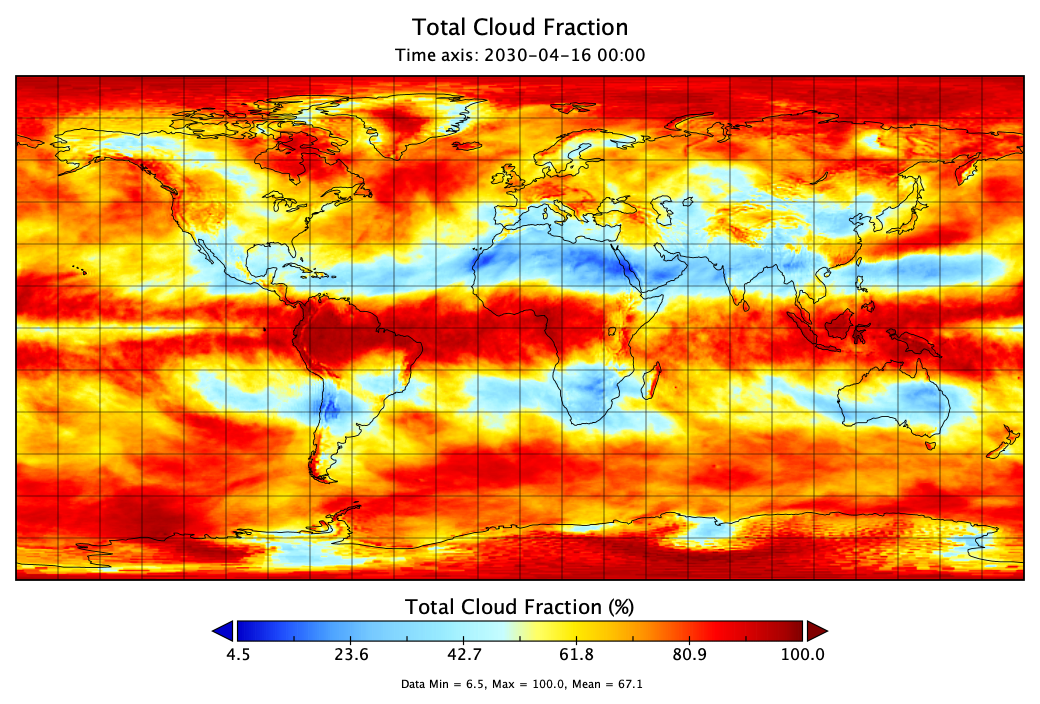 Total Cloud Fraction
Time axis: 2030-04-16 00:00
Total Cloud Fraction (%)
4.5 23.6 42.7 61.8 80.9 100.0
Data Min = 6.5, Max = 100.0, Mean = 67.1